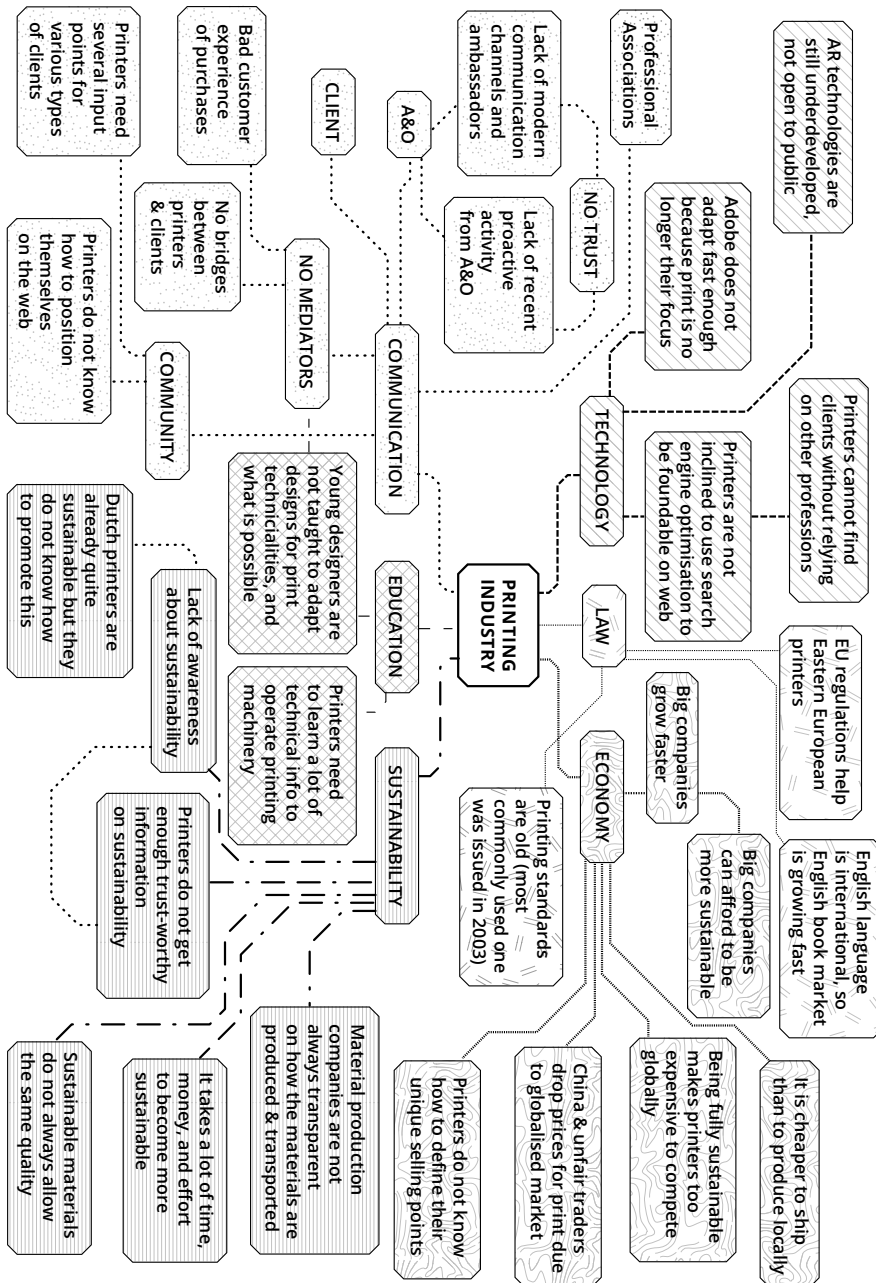 AR technologies are
still underdeveloped,
not open to public
Printers cannot find
clients without relying
on other professions
EU regulations help
Eastern European
printers
English language
is international, so
English book market
is growing fast
It is cheaper to ship
than to produce locally
Professional
Associations
Adobe does not
adapt fast enough
because print is no
longer their focus
Printers are not
inclined to use search
engine optimisation to
be foundable on web
Big companies
grow faster
Big companies
can afford to be
more sustainable
Being fully sustainable
makes printers too
expensive to compete
globally
Lack of modern
communication
channels and
ambassadors
NO TRUST
TECHNOLOGY
LAW
ECONOMY
China & unfair traders
drop prices for print due
to globalised market
A&O
Lack of recent
proactive
activity
from A&O
PRINTING
INDUSTRY
Printing standards
are old (most
commonly used one
was issued in 2003)
Printers do not know
how to define their
unique selling points
CLIENT
COMMUNICATION
EDUCATION
SUSTAINABILITY
Bad customer
experience
of purchases
NO MEDIATORS
Young designers are
not taught to adapt
designs for print
technicialities, and
what is possible
Printers need
to learn a lot of
technical info to
operate printing
machinery
Material production
companies are not
always transparent
on how the materials are
produced & transported
No bridges
between
printers
& clients
Printers need
several input
points for
various types
of clients
COMMUNITY
Lack of awareness
about sustainability
Printers do not get
enough trust-worthy
information
on sustainability
It takes a lot of time,
money, and effort
to become more
sustainable
Printers do not know
how to position
themselves
on the web
Dutch printers are
already quite
sustainable but they
do not know how
to promote this
Sustainable materials
do not always allow
the same quality